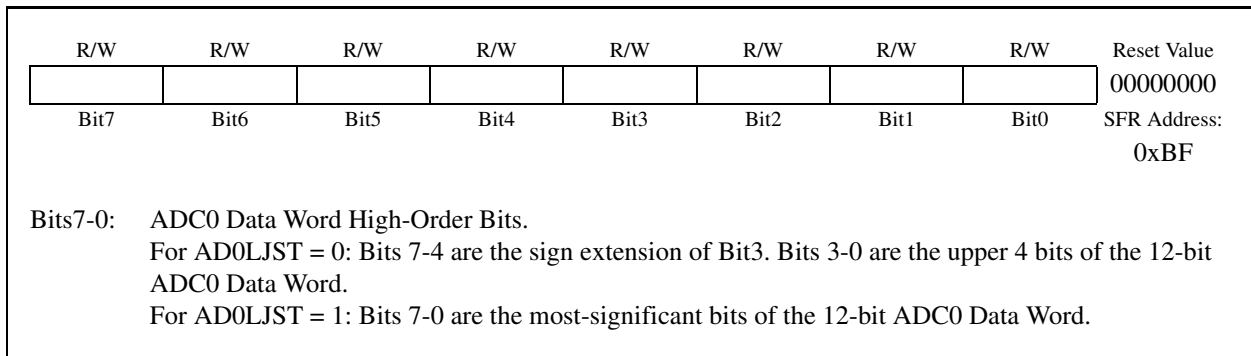 R/W R/W R/W R/W R/W R/W R/W R/W Reset Value
00000000
Bit7 Bit6 Bit5 Bit4 Bit3 Bit2 Bit1 Bit0 SFR Address:
0xBF
Bits7-0: ADC0 Data Word High-Order Bits.
For AD0LJST = 0: Bits 7-4 are the sign extension of Bit3. Bits 3-0 are the upper 4 bits of the 12-bit
ADC0 Data Word.
For AD0LJST = 1: Bits 7-0 are the most-significant bits of the 12-bit ADC0 Data Word.